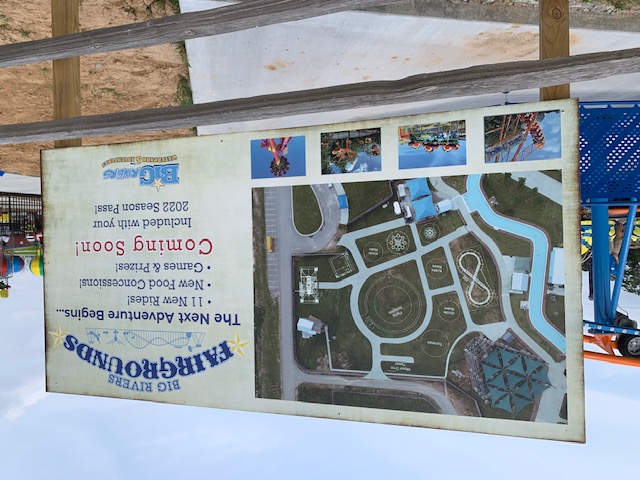 BIG RIVERS
FAIRGROUNDS
The Next Adventure Begins...
• 11 New Rides!
• New Food Concessions!
• Games & Prizes!
Coming Soon!
Included with your
2022 Season Pass!
BIG RIVERS
WATERPARK & ADVENTURES